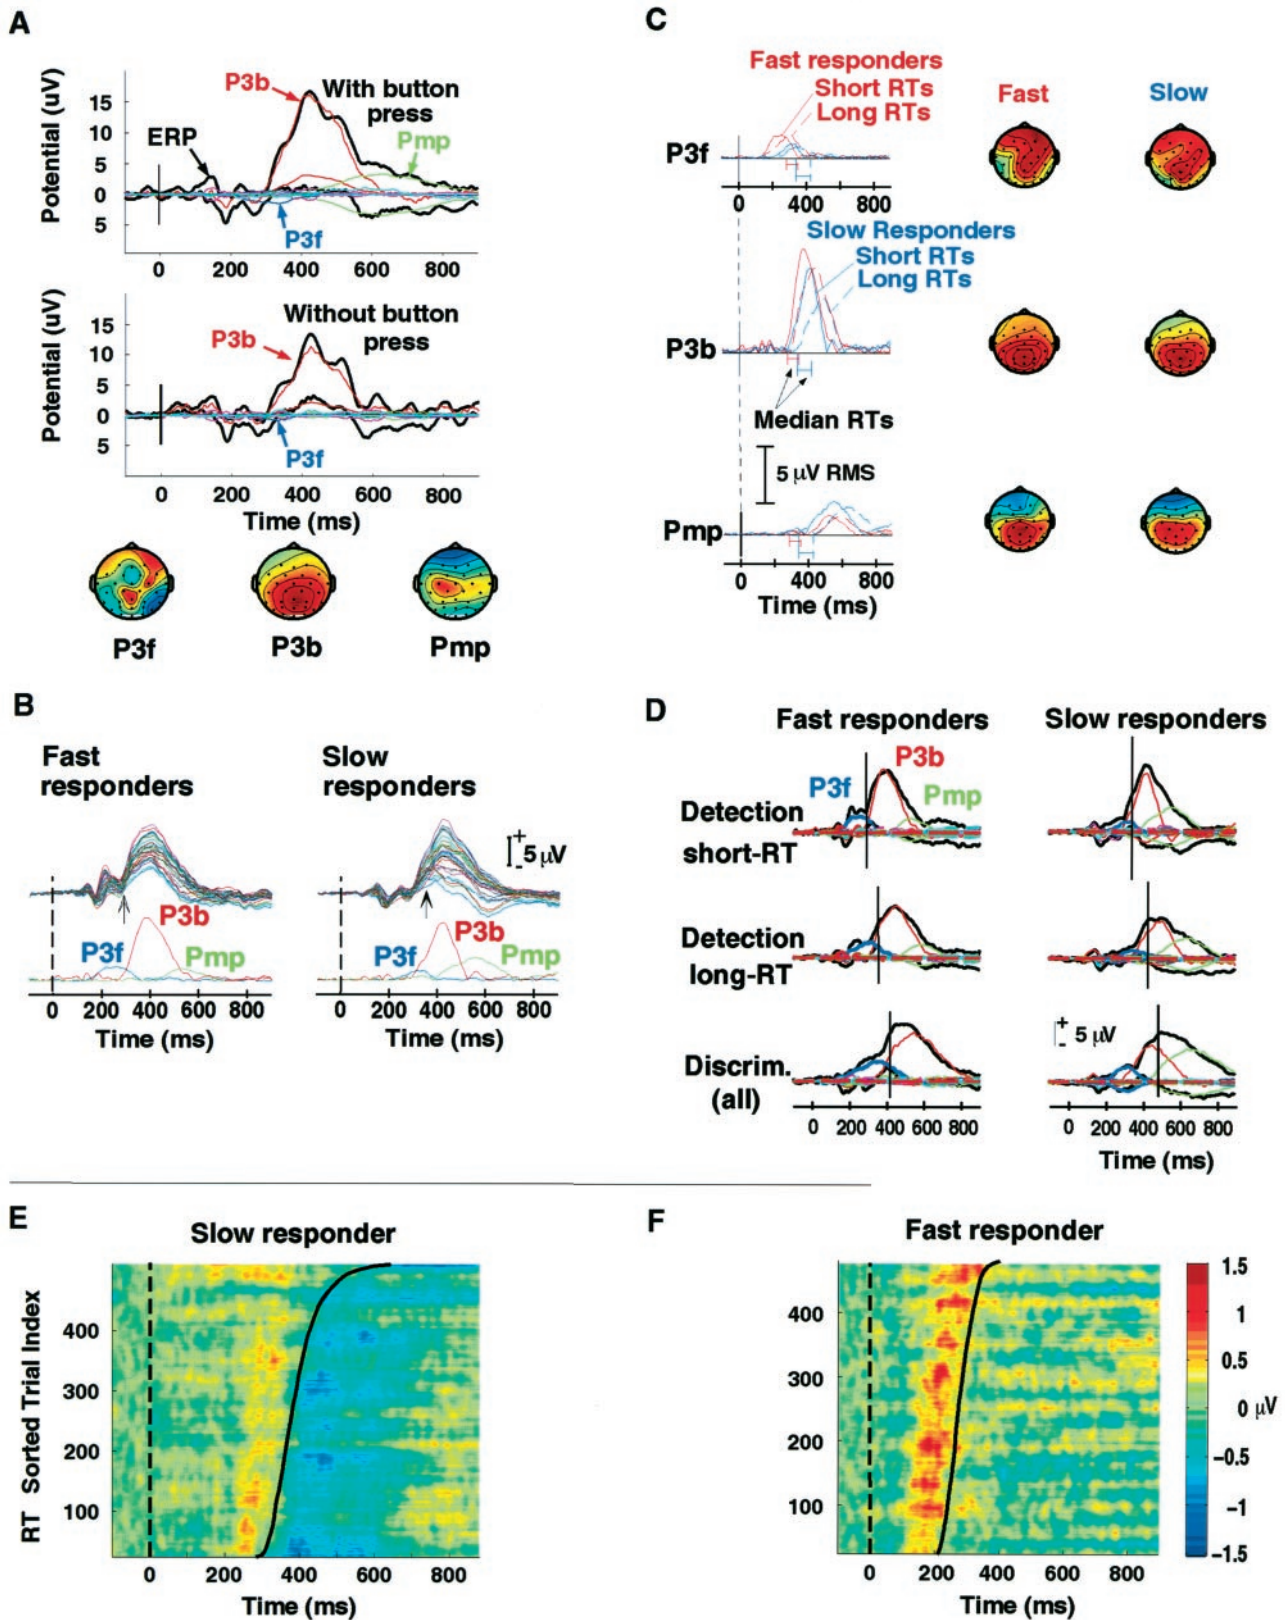 A
Potential (uV)
15
10
5
0
5
P3b
With button
press
ERP
Pmp
P3f
0 200 400 600 800
Potential (uV)
15
10
5
0
5
P3b
Without button
press
P3f
0 200 400 600 800
Time (ms)
P3f P3b Pmp
B
Fast
responders
Slow
responders
+
-
5 μV
P3f
P3b
Pmp
P3f
P3b
Pmp
0 200 400 600 800
Time (ms)
0 200 400 600 800
Time (ms)
C
Fast responders
Short RTs
Long RTs
Fast Slow
P3f
0 400 800
Slow Responders
Short RTs
Long RTs
P3b
Median RTs
5 μV RMS
Pmp
0 400 800
Time (ms)
D
Fast responders Slow responders
P3f
P3b
Pmp
Detection
short-RT
Detection
long-RT
Discrim.
(all)
+
-
5 μV
0 200 400 600 800
0 200 400 600 800
Time (ms)
E
Slow responder
RT Sorted Trial Index
400
300
200
100
0 200 400 600 800
Time (ms)
F
Fast responder
400
300
200
100
0 200 400 600 800
Time (ms)
1.5
1
0.5
0 μV
−0.5
−1
−1.5